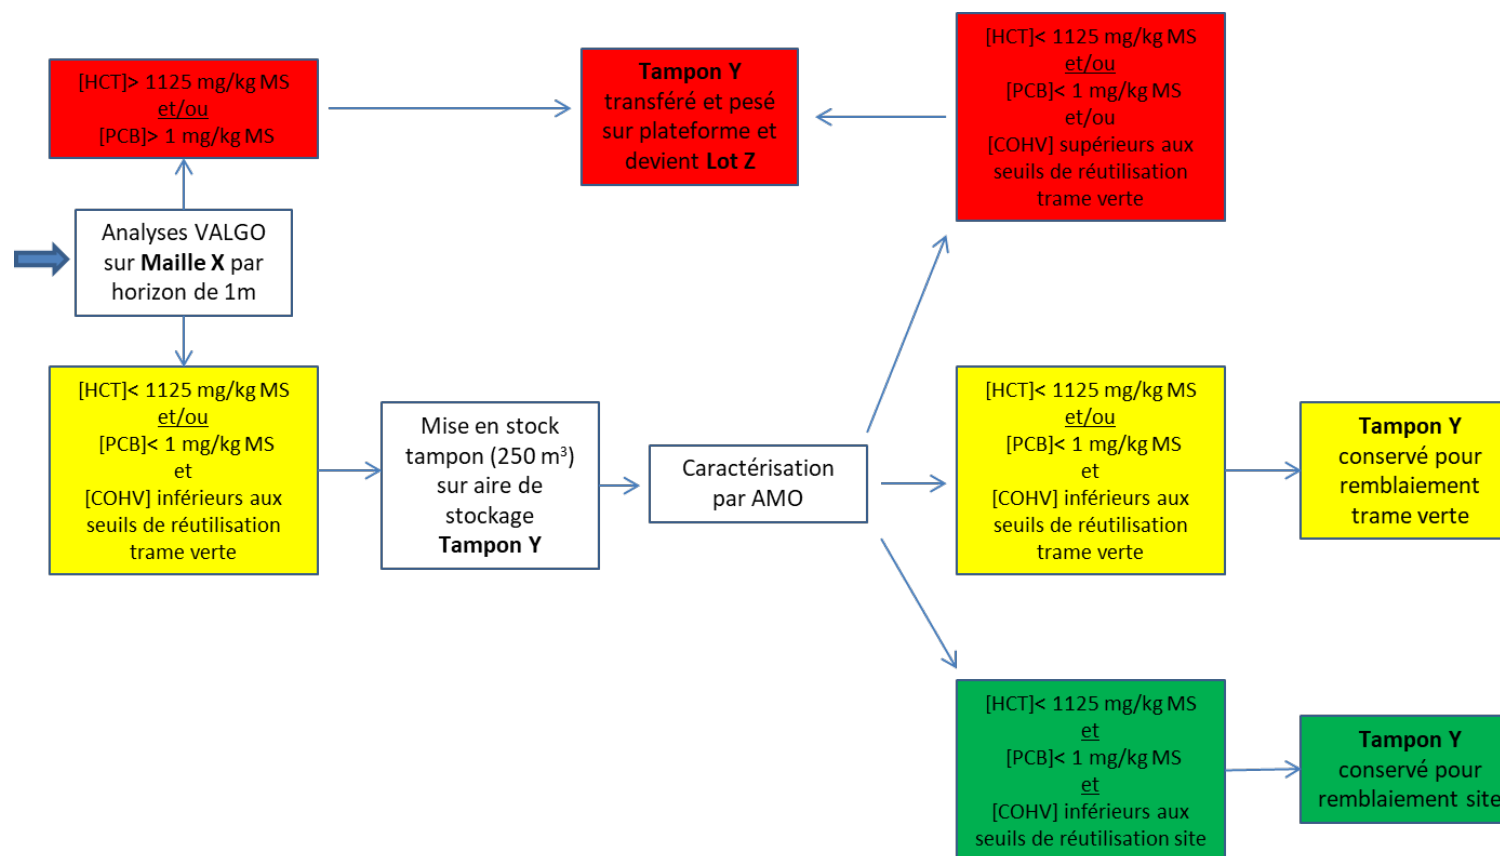 [HCT]> 1125 mg/kg MS
et/ou
[PCB]> 1 mg/kg MS
Tampon Y
transféré et pesé
sur plateforme et
devient Lot Z
[HCT]< 1125 mg/kg MS
et/ou
[PCB]< 1 mg/kg MS
et/ou
[COHV] supérieurs aux
seuils de réutilisation
trame verte
Analyses VALGO
sur Maille X par
horizon de 1m
[HCT]< 1125 mg/kg MS
et/ou
[PCB]< 1 mg/kg MS
et
[COHV] inférieurs aux
seuils de réutilisation
trame verte
Mise en stock
tampon (250 m³)
sur aire de
stockage
Tampon Y
Caractérisation
par AMO
[HCT]< 1125 mg/kg MS
et/ou
[PCB]< 1 mg/kg MS
et
[COHV] inférieurs aux
seuils de réutilisation
trame verte
Tampon Y
conservé pour
remblaiement
trame verte
[HCT]< 1125 mg/kg MS
et
[PCB]< 1 mg/kg MS
et
[COHV] inférieurs aux
seuils de réutilisation site
Tampon Y
conservé pour
remblaiement site